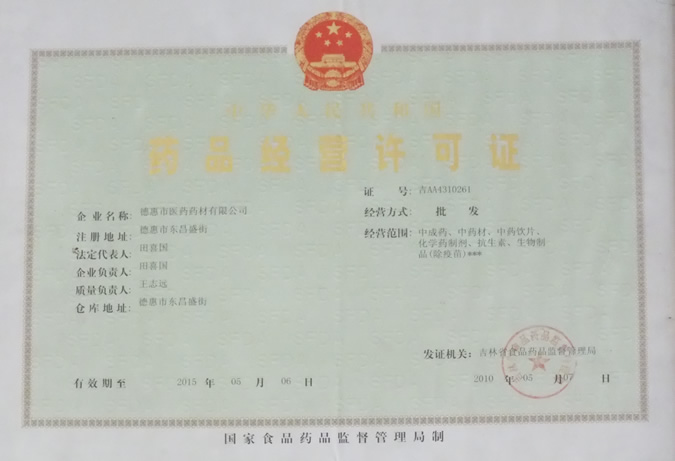 中华人民共和国
药品经营许可证
证 号: 吉AA4310261
企业名称: 德惠市医药药材有限公司
经营方式: 批 发
注册地址: 德惠市东昌盛街
经营范围: 中成药、中药材、中药饮片、
化学药制剂、抗生素、生物制
品(除疫苗)***
法定代表人: 田喜国
企业负责人: 田喜国
质量负责人: 王志远
仓库地址: 德惠市东昌盛街
发证机关: 吉林省食品药品监督管理局
有效期至 2015 年 05 月 06 日
2010 年 05 月 07 日
国家食品药品监督管理局制